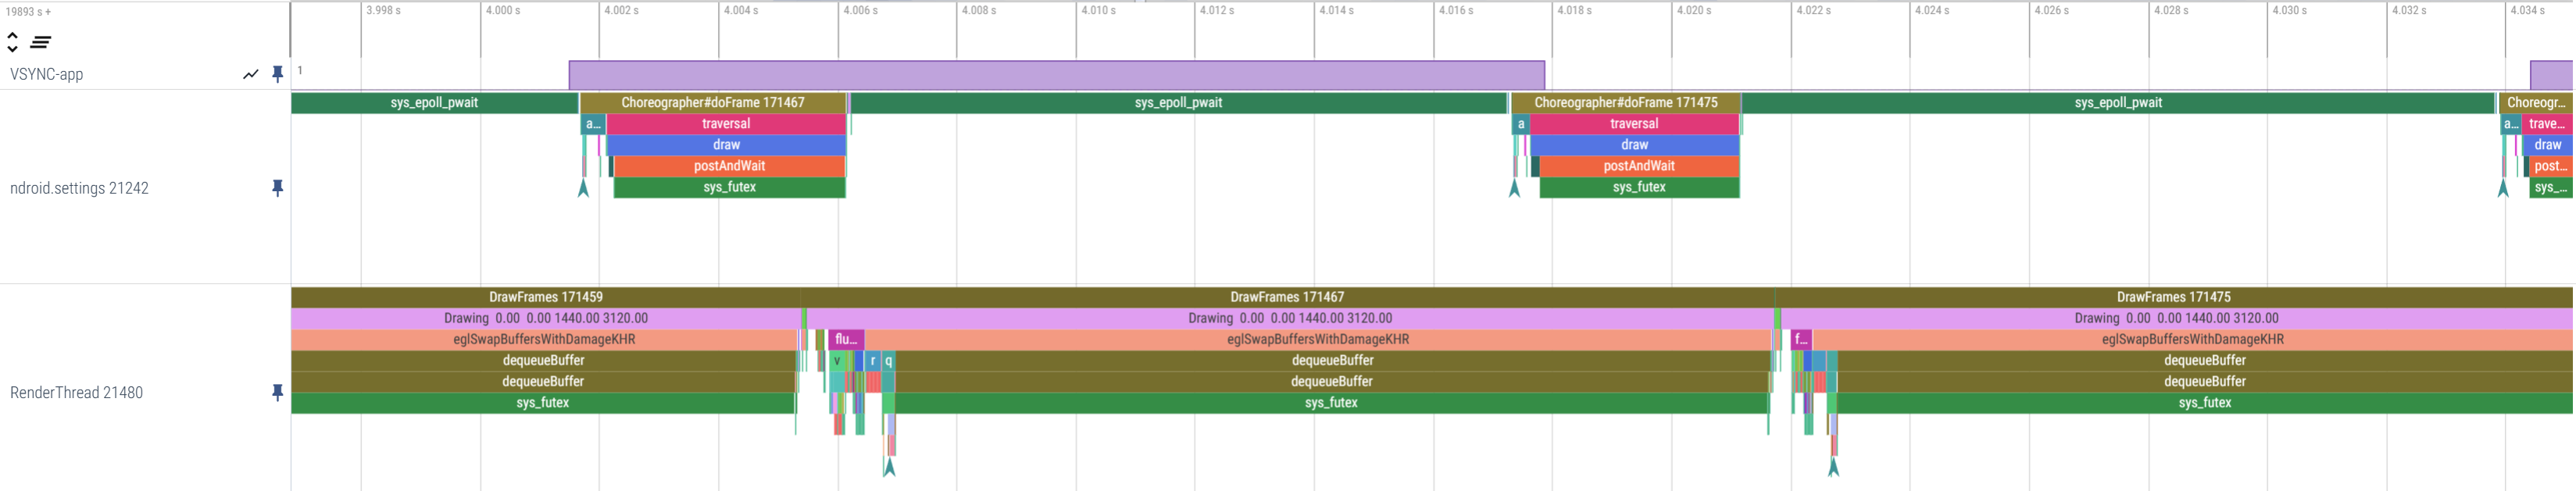 19893 s +
3.998 s 4.000 s 4.002 s 4.004 s 4.006 s 4.008 s 4.010 s 4.012 s 4.014 s 4.016 s 4.018 s 4.020 s 4.022 s 4.024 s 4.026 s 4.028 s 4.030 s 4.032 s 4.034 s
VSYNC-app 1
sys_epoll_pwait Choreographer#doFrame 171467 sys_epoll_pwait Choreographer#doFrame 171475 sys_epoll_pwait Choreogr...
a... traversal a traversal a... trave...
draw draw draw
postAndWait postAndWait post...
ndroid.settings 21242 sys_futex sys_futex sys_...
DrawFrames 171459 DrawFrames 171467 DrawFrames 171475
Drawing 0.00 0.00 1440.00 3120.00 Drawing 0.00 0.00 1440.00 3120.00 Drawing 0.00 0.00 1440.00 3120.00
eglSwapBuffersWithDamageKHR flu... eglSwapBuffersWithDamageKHR f... eglSwapBuffersWithDamageKHR
dequeueBuffer v r q dequeueBuffer dequeueBuffer
dequeueBuffer dequeueBuffer dequeueBuffer
RenderThread 21480
sys_futex sys_futex sys_futex